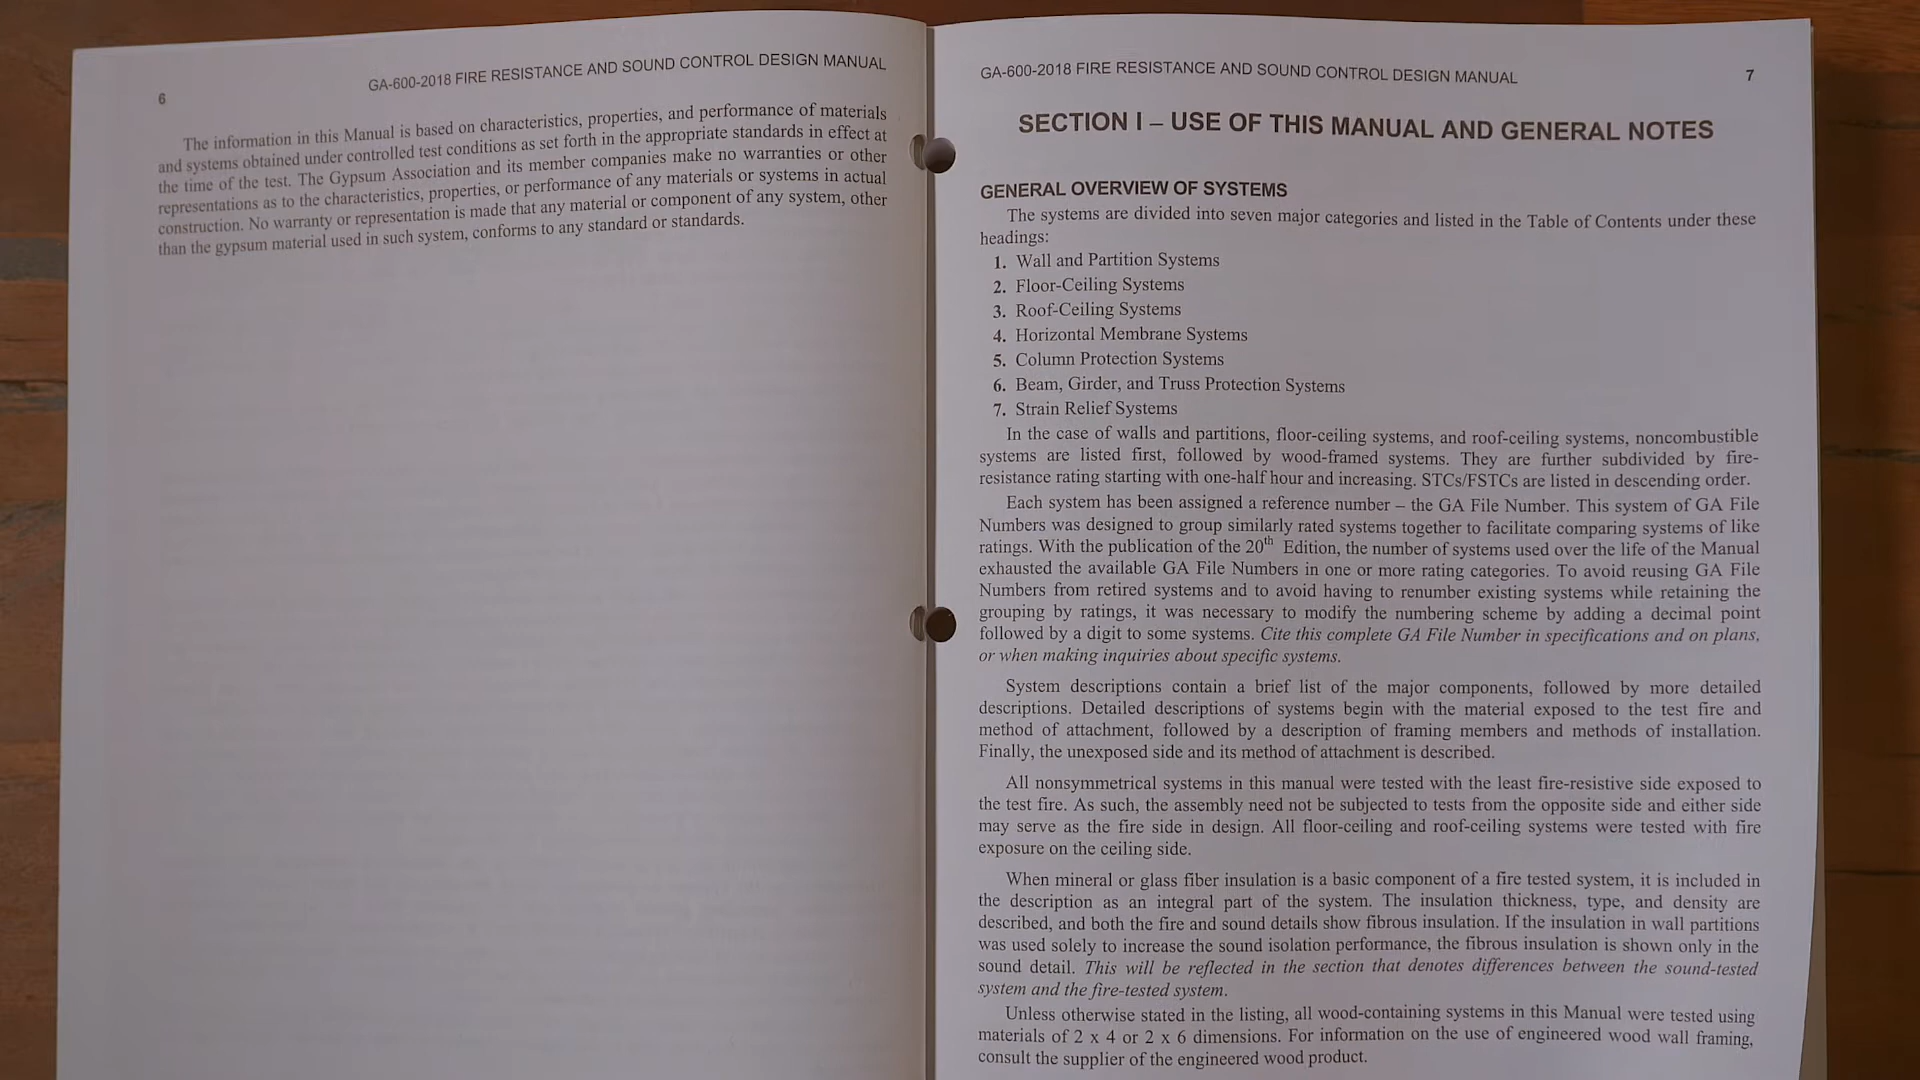 6
GA-600-2018 FIRE RESISTANCE AND SOUND CONTROL DESIGN MANUAL
The information in this Manual is based on characteristics, properties, and performance of materials
and systems obtained under controlled test conditions as set forth in the appropriate standards in effect at
the time of the test. The Gypsum Association and its member companies make no warranties or other
representations as to the characteristics, properties, or performance of any materials or systems in actual
construction. No warranty or representation is made that any material or component of any system, other
than the gypsum material used in such system, conforms to any standard or standards.
GA-600-2018 FIRE RESISTANCE AND SOUND CONTROL DESIGN MANUAL
7
SECTION I – USE OF THIS MANUAL AND GENERAL NOTES
GENERAL OVERVIEW OF SYSTEMS
The systems are divided into seven major categories and listed in the Table of Contents under these
headings:
1. Wall and Partition Systems
2. Floor-Ceiling Systems
3. Roof-Ceiling Systems
4. Horizontal Membrane Systems
5. Column Protection Systems
6. Beam, Girder, and Truss Protection Systems
7. Strain Relief Systems
In the case of walls and partitions, floor-ceiling systems, and roof-ceiling systems, noncombustible
systems are listed first, followed by wood-framed systems. They are further subdivided by fire-
resistance rating starting with one-half hour and increasing. STCs/FSTCs are listed in descending order.
Each system has been assigned a reference number – the GA File Number. This system of GA File
Numbers was designed to group similarly rated systems together to facilitate comparing systems of like
ratings. With the publication of the 20th Edition, the number of systems used over the life of the Manual
exhausted the available GA File Numbers in one or more rating categories. To avoid reusing GA File
Numbers from retired systems and to avoid having to renumber existing systems while retaining the
grouping by ratings, it was necessary to modify the numbering scheme by adding a decimal point
followed by a digit to some systems. Cite this complete GA File Number in specifications and on plans,
or when making inquiries about specific systems.
System descriptions contain a brief list of the major components, followed by more detailed
descriptions. Detailed descriptions of systems begin with the material exposed to the test fire and
method of attachment, followed by a description of framing members and methods of installation.
Finally, the unexposed side and its method of attachment is described.
All nonsymmetrical systems in this manual were tested with the least fire-resistive side exposed to
the test fire. As such, the assembly need not be subjected to tests from the opposite side and either side
may serve as the fire side in design. All floor-ceiling and roof-ceiling systems were tested with fire
exposure on the ceiling side.
When mineral or glass fiber insulation is a basic component of a fire tested system, it is included in
the description as an integral part of the system. The insulation thickness, type, and density are
described, and both the fire and sound details show fibrous insulation. If the insulation in wall partitions
was used solely to increase the sound isolation performance, the fibrous insulation is shown only in the
sound detail. This will be reflected in the section that denotes differences between the sound-tested
system and the fire-tested system.
Unless otherwise stated in the listing, all wood-containing systems in this Manual were tested using
materials of 2 x 4 or 2 x 6 dimensions. For information on the use of engineered wood wall framing,
consult the supplier of the engineered wood product.